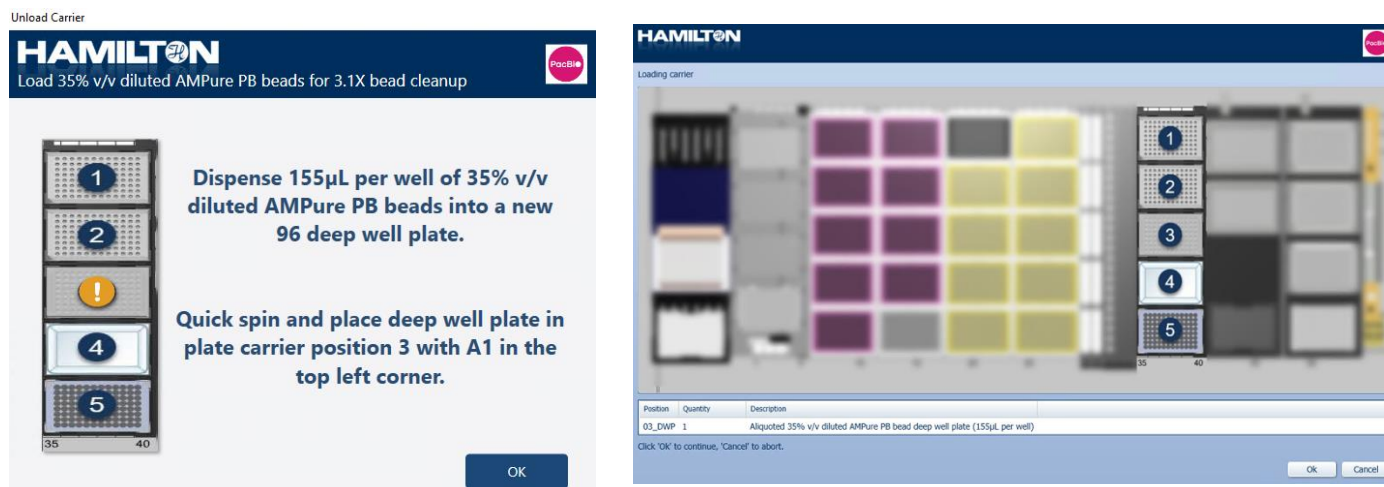 Unload Carrier
HAMILTON
Load 35% v/v diluted AMPure PB beads for 3.1X bead cleanup
PacBi
1
2
!
4
5
35 40
Dispense 155µL per well of 35% v/v
diluted AMPure PB beads into a new
96 deep well plate.
Quick spin and place deep well plate in
plate carrier position 3 with A1 in the
top left corner.
OK
HAMILTON
PacBi
Loading carrier
1
2
3
4
5
35 40
Position Quantity Description
03_DWP 1 Aliquoted 35% v/v diluted AMPure PB bead deep well plate (155µL per well)
Click 'Ok' to continue, 'Cancel' to abort.
Ok Cancel